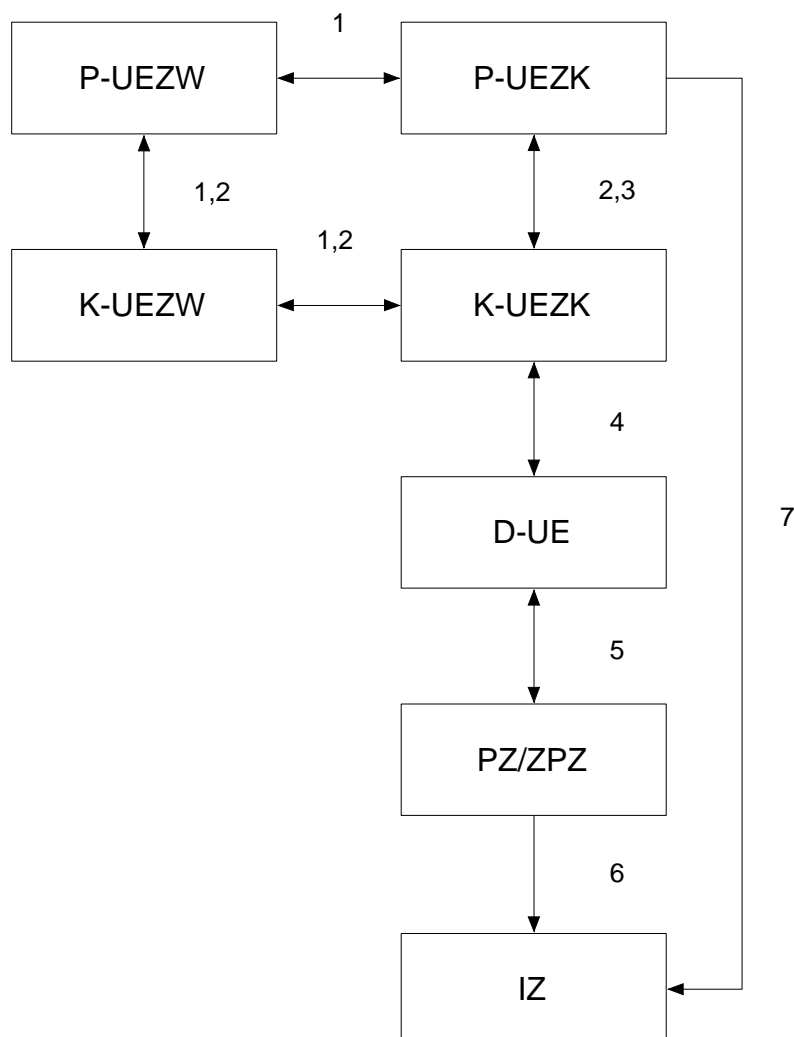 1
P-UEZW
P-UEZK
1,2
2,3
1,2
K-UEZW
K-UEZK
4
7
D-UE
5
PZ/ZPZ
6
IZ